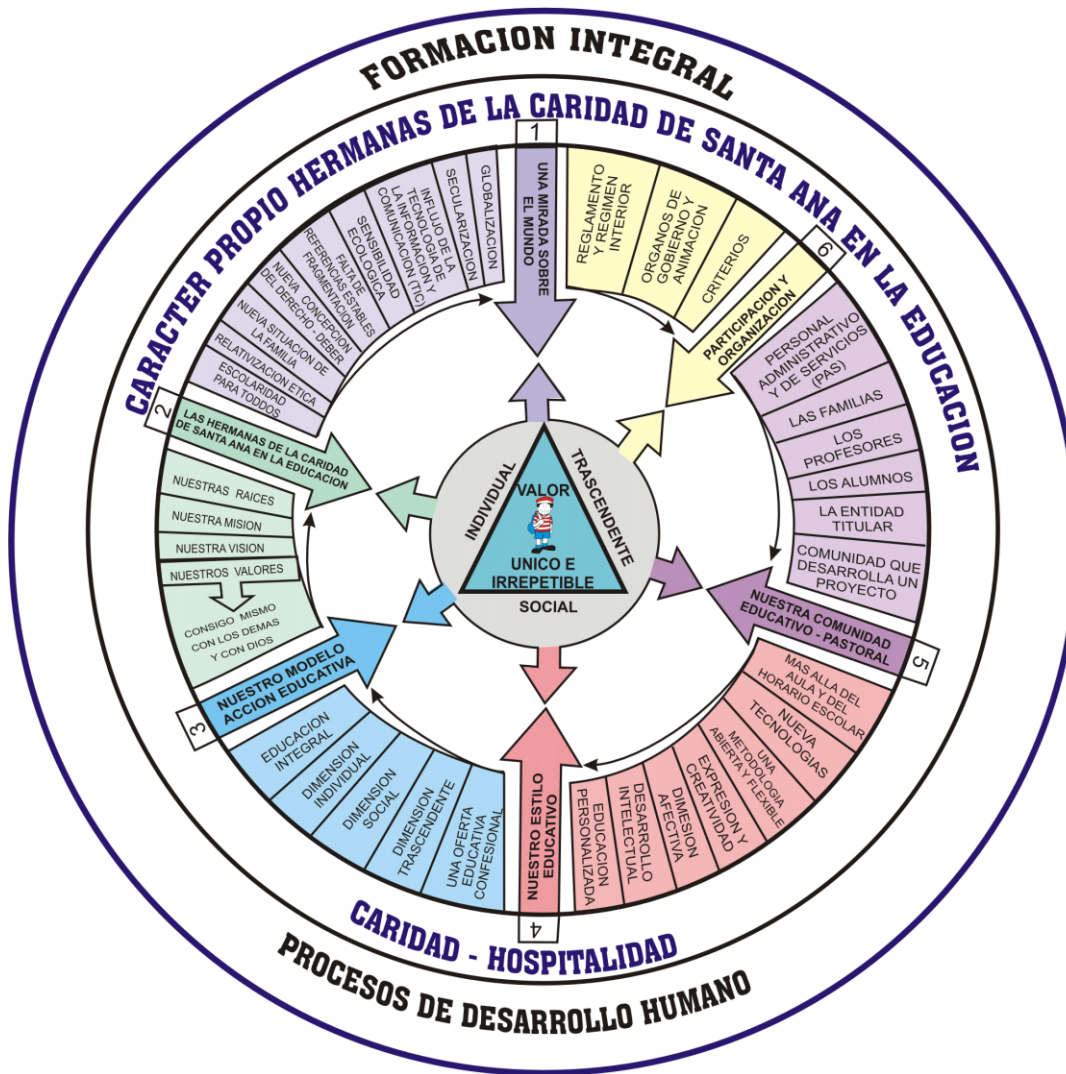 FORMACION INTEGRAL
CARACTER PROPIO HERMANAS DE LA CARIDAD DE SANTA ANA EN LA EDUCACION
1
UNA MIRADA SOBRE
EL MUNDO
GLOBALIZACION
SECULARIZACION
INFLUJO DE LA
TECNOLOGIA DE
LA INFORMACION Y
COMUNICACIÓN (TIC)
SENSIBILIDAD
ECOLOGICA
FALTA DE
REFERENCIAS ESTABLES
FRAGMENTACION
NUEVA CONCEPCION
DEL DERECHO - DEBER
NUEVA SITUACION DE
LA FAMILIA
RELATIVIZACION ETICA
ESCOLARIDAD
PARA TODDOS
2
LAS HERMANAS DE LA CARIDAD
DE SANTA ANA EN LA EDUCACION
NUESTRAS RAICES
NUESTRA MISION
NUESTRA VISION
NUESTROS VALORES
CONSIGO MISMO
CON LOS DEMAS
Y CON DIOS
3
NUESTRO MODELO
ACCION EDUCATIVA
EDUCACION
INTEGRAL
DIMENSION
INDIVIDUAL
DIMENSION
SOCIAL
DIMENSION
TRASCENDENTE
UNA OFERTA
EDUCATIVA
CONFESIONAL
4
NUESTRO ESTILO
EDUCATIVO
EDUCACION
PERSONALIZADA
DESARROLLO
INTELECTUAL
DIMESION
AFECTIVA
EXPRESION Y
CREATIVIDAD
UNA
METODOLOGIA
ABIERTA Y FLEXIBLE
NUEVA
TECNOLOGIAS
MAS ALLA DEL
AULA Y DEL
HORARIO ESCOLAR
5
NUESTRA COMUNIDAD
EDUCATIVO - PASTORAL
COMUNIDAD QUE
DESARROLLA UN
PROYECTO
LA ENTIDAD
TITULAR
LOS ALUMNOS
LOS
PROFESORES
LAS FAMILIAS
PERSONAL
ADMINISTRATIVO
Y DE SERVICIOS
(PAS)
6
PARTICIPACION Y
ORGANIZACION
CRITERIOS
ORGANOS DE
GOBIERNO Y
ANIMACION
REGLAMENTO
Y REGIMEN
INTERIOR
INDIVIDUAL
TRASCENDENTE
SOCIAL
VALOR
UNICO E
IRREPETIBLE
CARIDAD - HOSPITALIDAD
PROCESOS DE DESARROLLO HUMANO